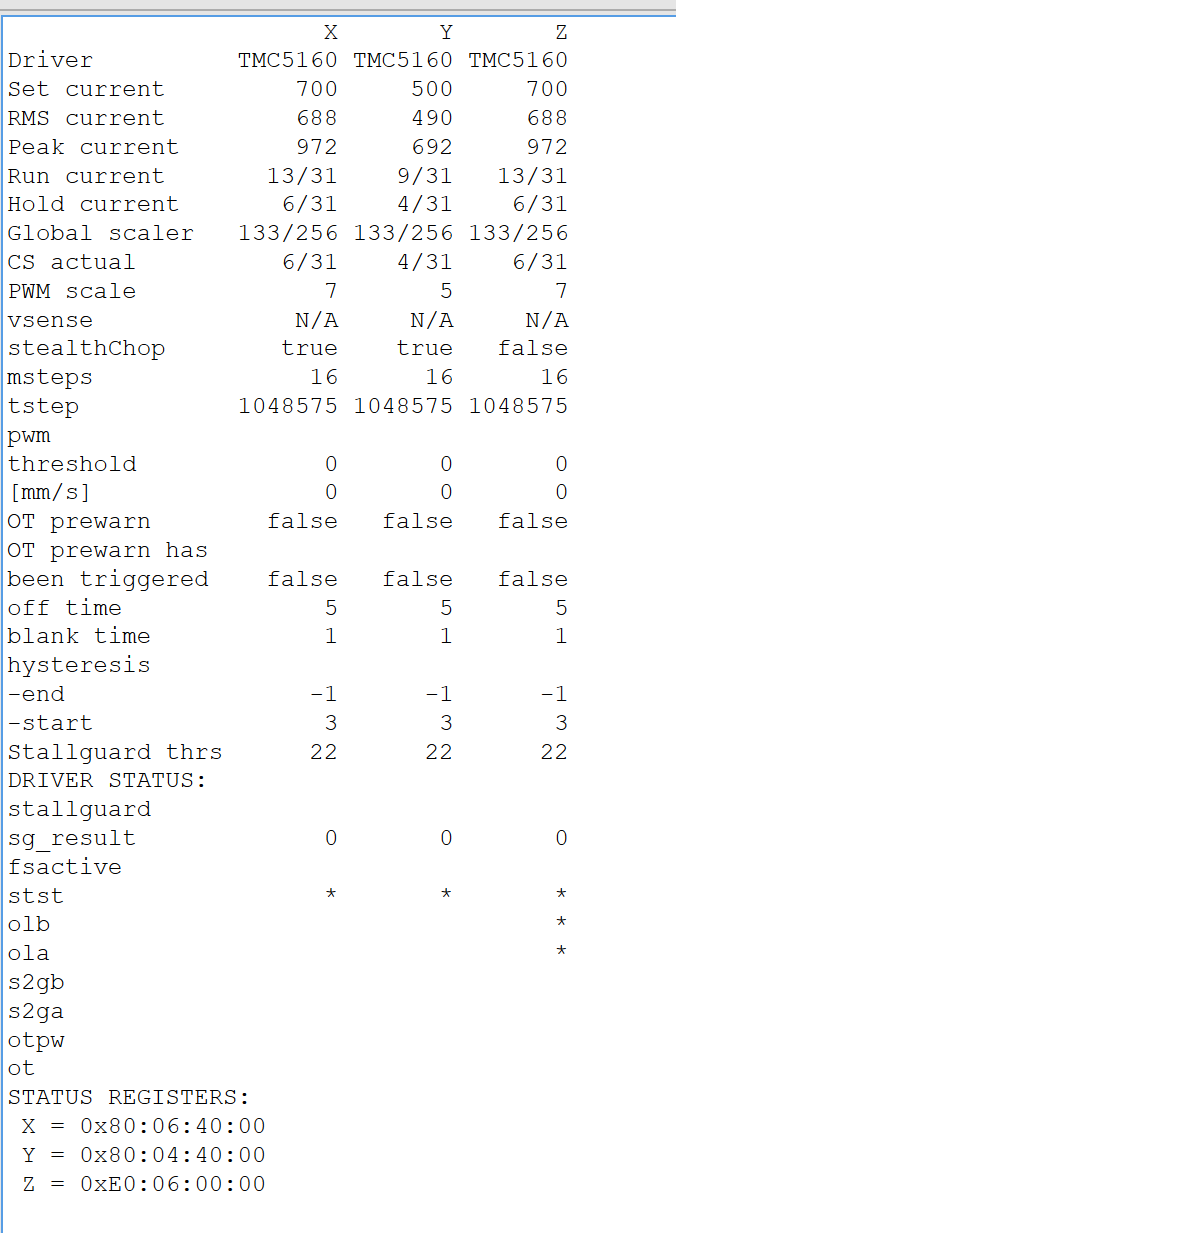 X Y Z
Driver TMC5160 TMC5160 TMC5160
Set current 700 500 700
RMS current 688 490 688
Peak current 972 692 972
Run current 13/31 9/31 13/31
Hold current 6/31 4/31 6/31
Global scaler 133/256 133/256 133/256
CS actual 6/31 4/31 6/31
PWM scale 7 5 7
vsense N/A N/A N/A
stealthChop true true false
msteps 16 16 16
tstep 1048575 1048575 1048575
pwm
threshold 0 0 0
[mm/s] 0 0 0
OT prewarn false false false
OT prewarn has
been triggered false false false
off time 5 5 5
blank time 1 1 1
hysteresis
-end -1 -1 -1
-start 3 3 3
Stallguard thrs 22 22 22
DRIVER STATUS:
stallguard
sg_result 0 0 0
fsactive
stst * * *
olb *
ola *
s2gb
s2ga
otpw
ot
STATUS REGISTERS:
X = 0x80:06:40:00
Y = 0x80:04:40:00
Z = 0xE0:06:00:00